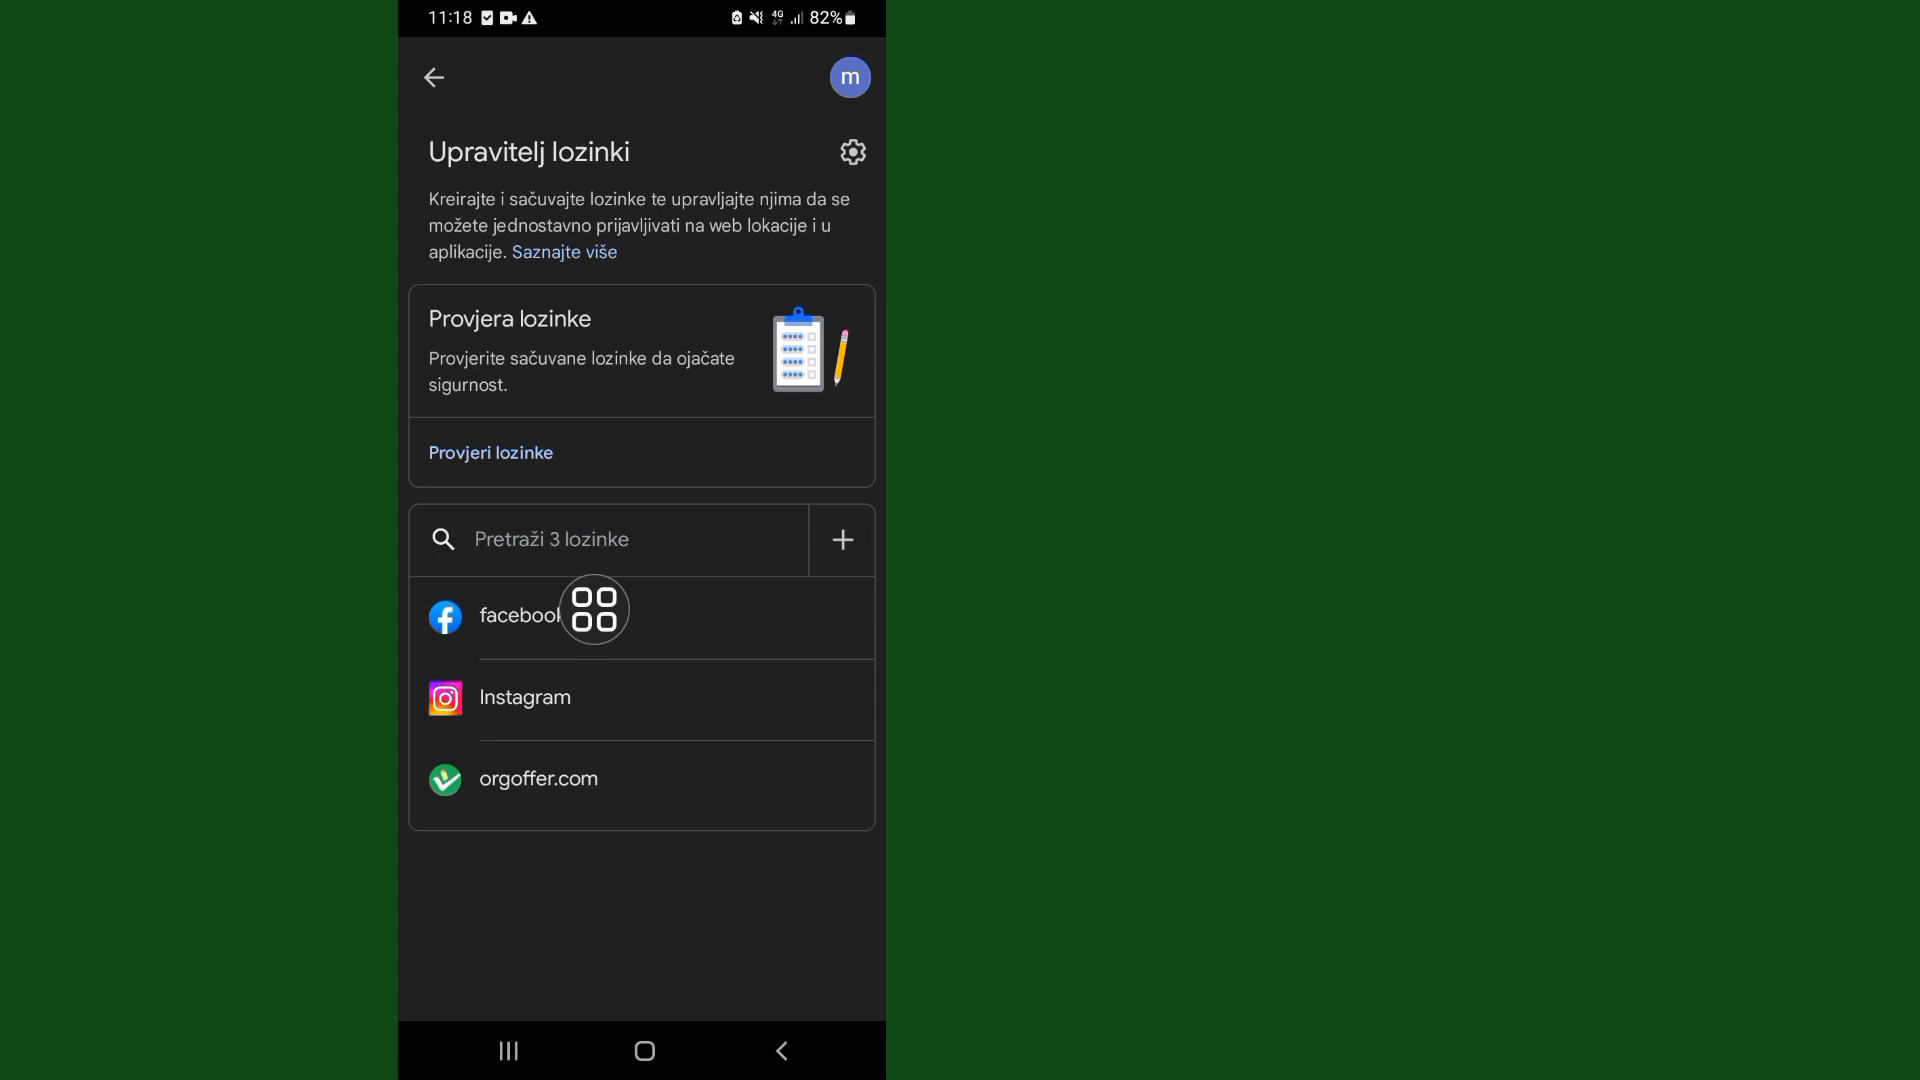 11:18
4G
82%
m
Upravitelj lozinki
Kreirajte i sačuvajte lozinke te upravljajte njima da se
možete jednostavno prijavljivati na web lokacije i u
aplikacije. Saznajte više
Provjera lozinke
Provjerite sačuvane lozinke da ojačate
sigurnost.
Provjeri lozinke
Pretraži 3 lozinke
facebook
Instagram
orgoffer.com